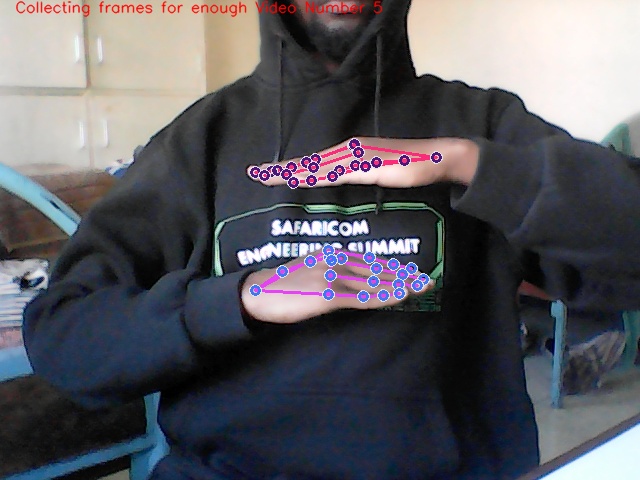 Collecting frames for enough Video Number 5
SAFARICOM
ENGINEERING SUMMIT